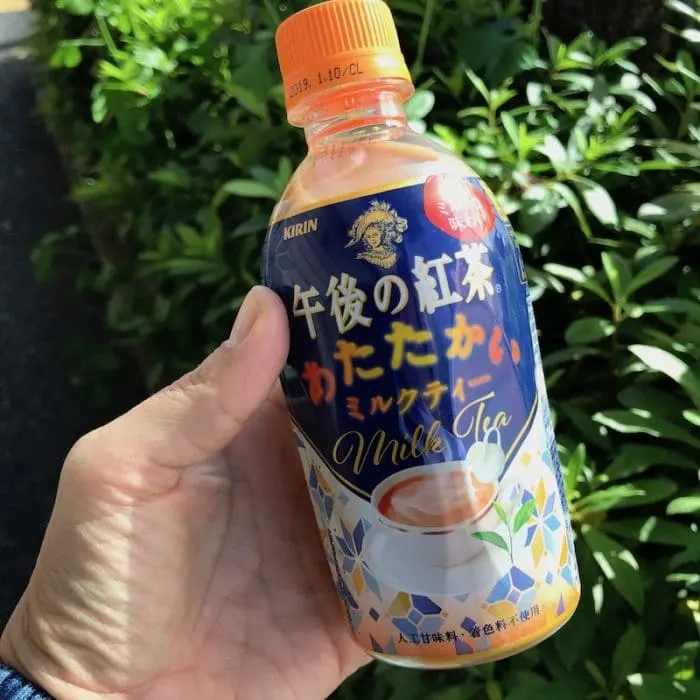 2019. 1.10/CL
KIRIN
午後の紅茶®
あたたかい
ミルクティー
Milk Tea
人工甘味料・着色料不使用